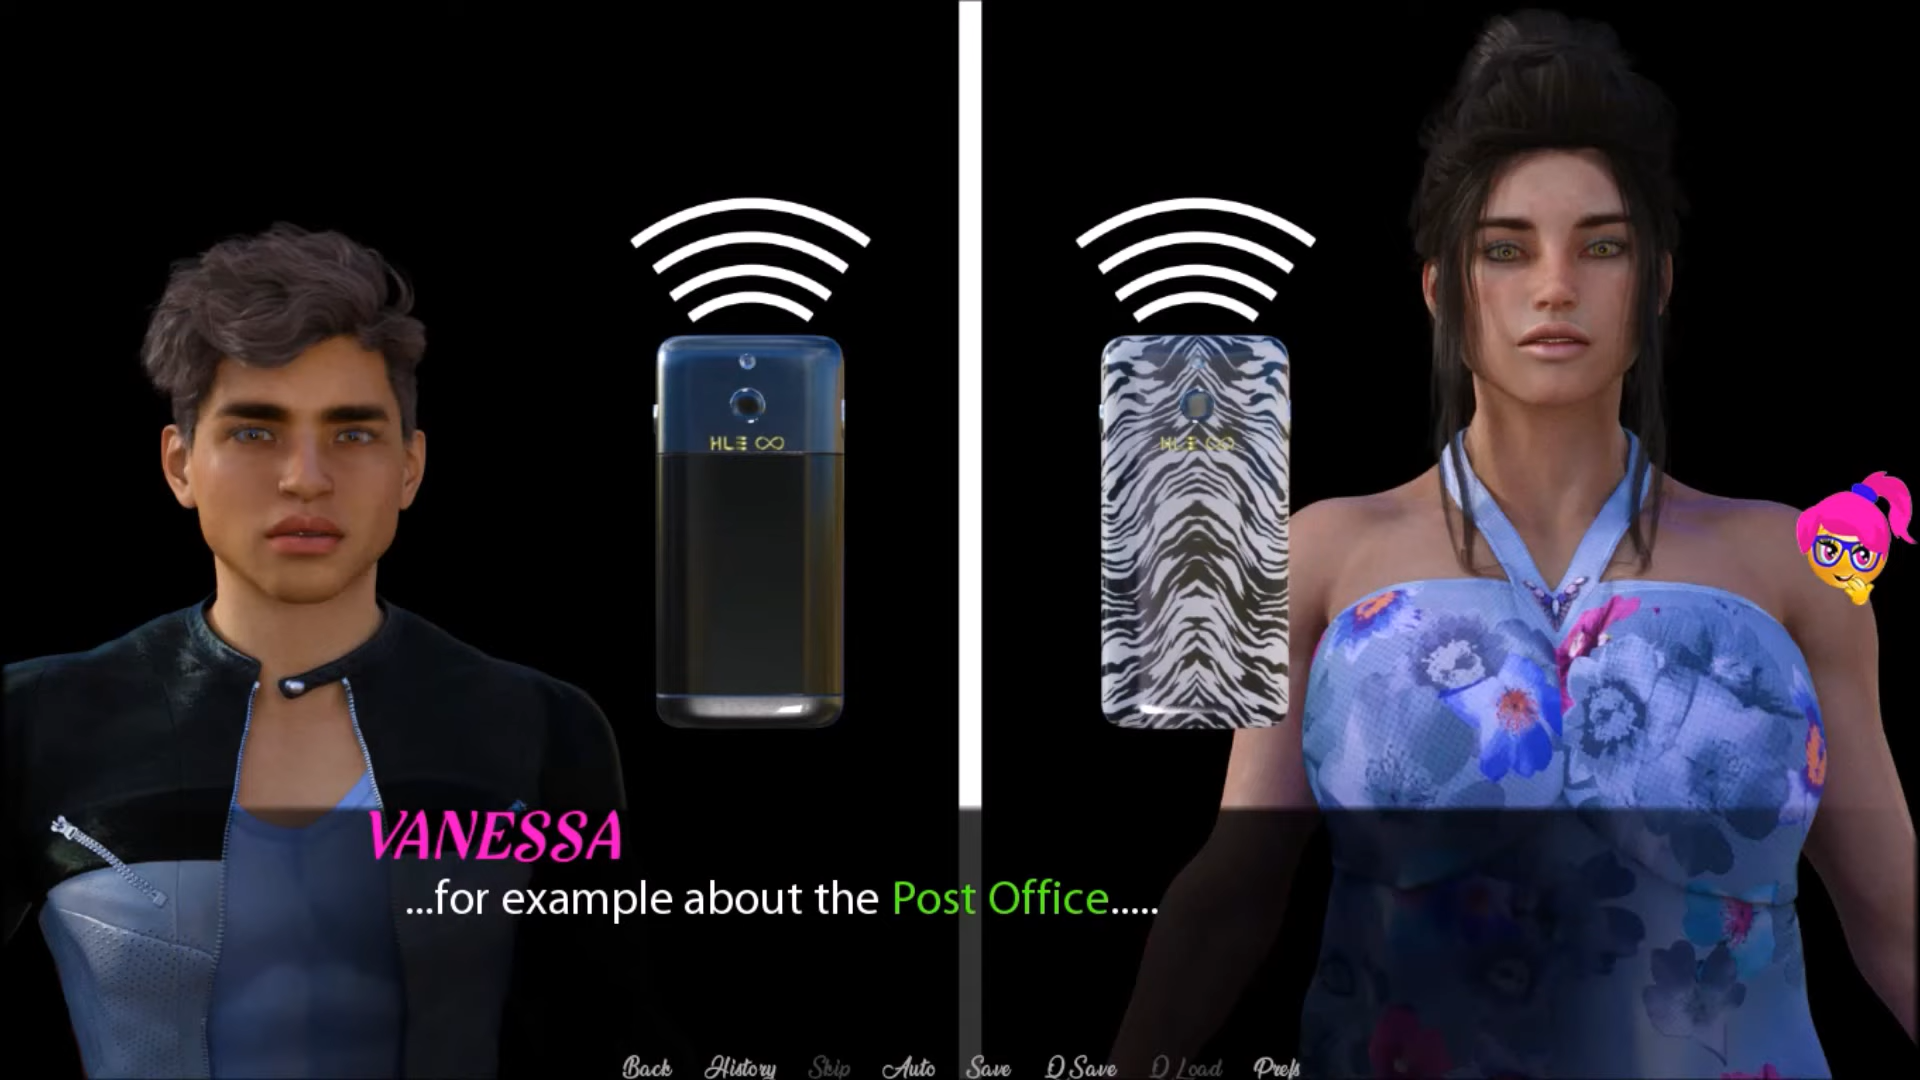 HLE ∞
HLE ∞
VANESSA
...for example about the Post Office.....
Back History Skip Auto Save Q.Save Q.Load Prefs